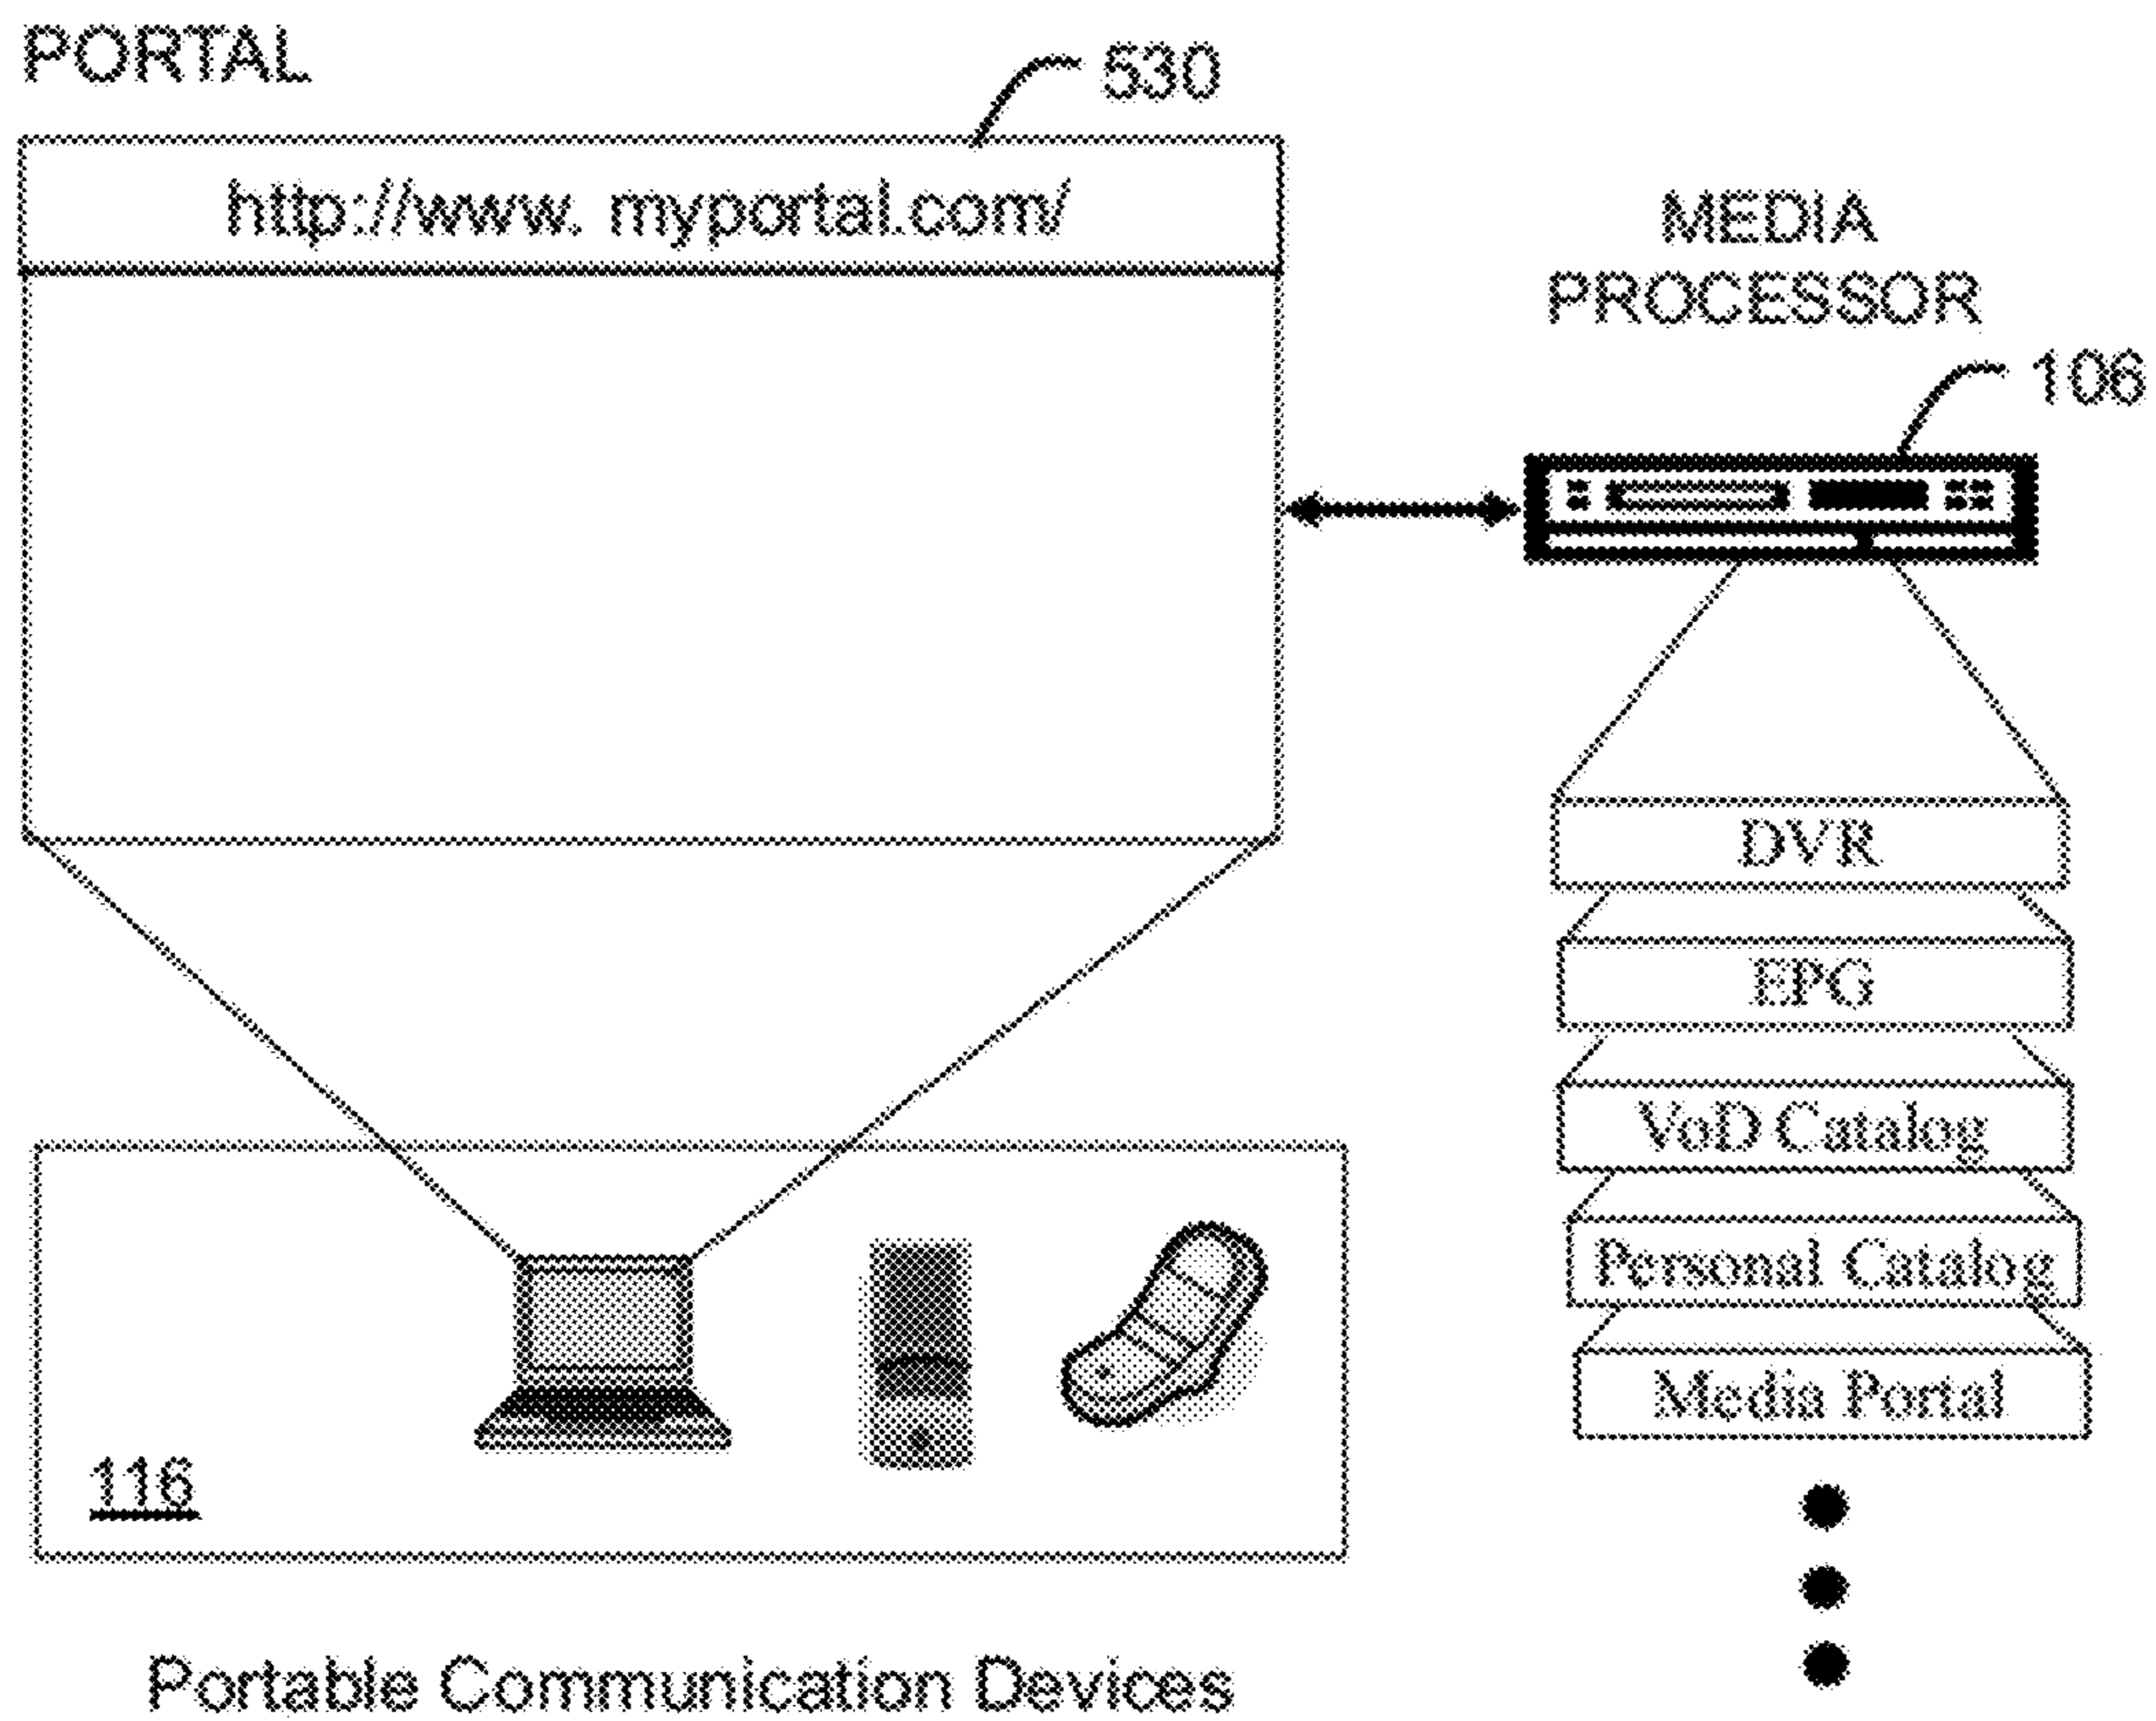 PORTAL
530
http://www. myportal.com/
MEDIA
PROCESSOR
106
DVR
EPG
VoD Catalog
Personal Catalog
Media Portal
116
Portable Communication Devices